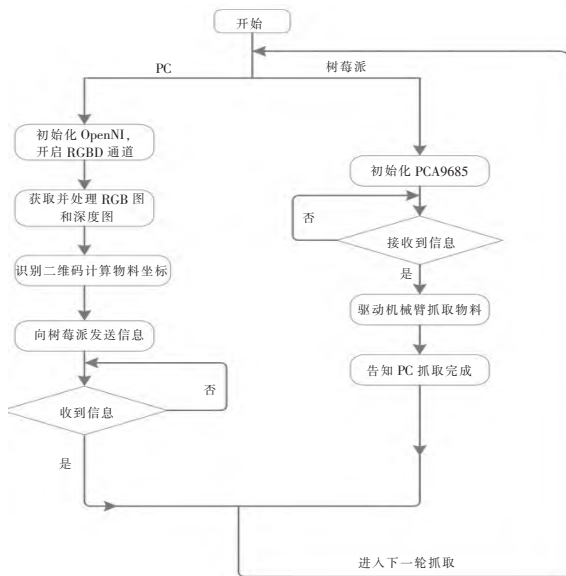 开始
PC
树莓派
初始化 OpenNI,
开启 RGBD 通道
获取并处理 RGB 图
和深度图
识别二维码计算物料坐标
向树莓派发送信息
否
收到信息
是
初始化 PCA9685
否
接收到信息
是
驱动机械臂抓取物料
告知 PC 抓取完成
进入下一轮抓取